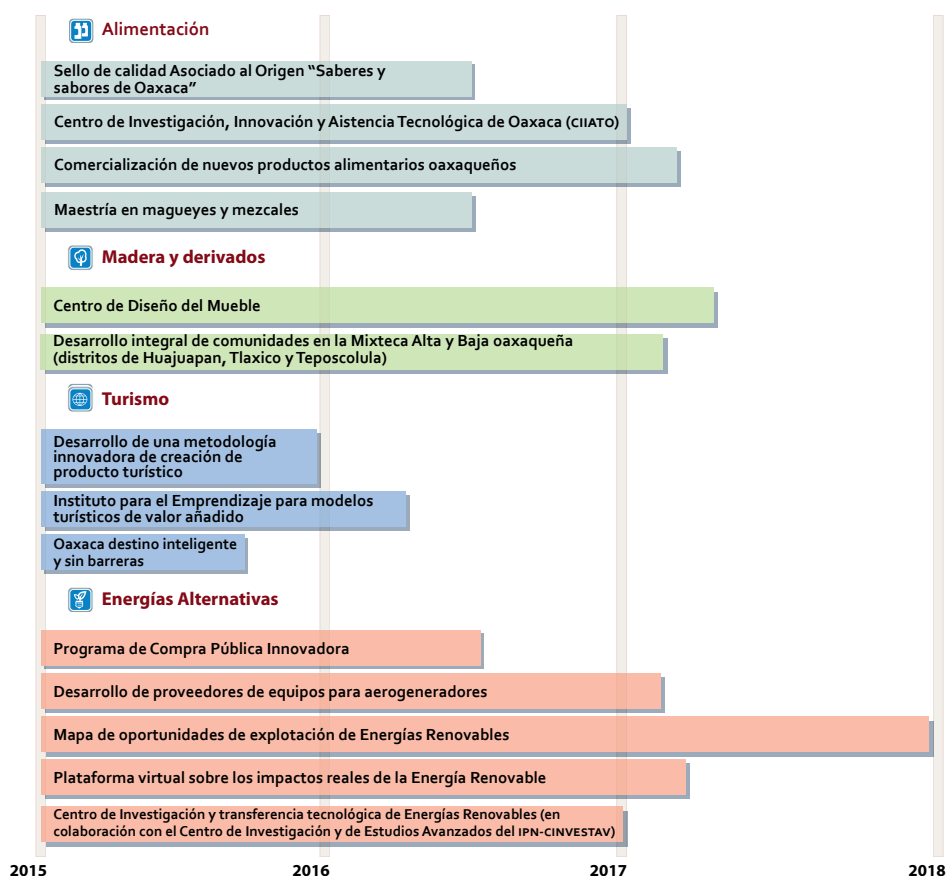 Alimentación
Sello de calidad Asociado al Origen “Saberes y
sabores de Oaxaca”
Centro de Investigación, Innovación y Aistencia Tecnológica de Oaxaca (CIIATO)
Comercialización de nuevos productos alimentarios oaxaqueños
Maestría en magueyes y mezcales
Madera y derivados
Centro de Diseño del Mueble
Desarrollo integral de comunidades en la Mixteca Alta y Baja oaxaqueña
(distritos de Huajuapan, Tlaxico y Teposcolula)
Turismo
Desarrollo de una metodología
innovadora de creación de
producto turístico
Instituto para el Emprendizaje para modelos
turísticos de valor añadido
Oaxaca destino inteligente
y sin barreras
Energías Alternativas
Programa de Compra Pública Innovadora
Desarrollo de proveedores de equipos para aerogeneradores
Mapa de oportunidades de explotación de Energías Renovables
Plataforma virtual sobre los impactos reales de la Energía Renovable
Centro de Investigación y transferencia tecnológica de Energías Renovables (en
colaboración con el Centro de Investigación y de Estudios Avanzados del IPN-CINVESTAV)
2015 2016 2017 2018